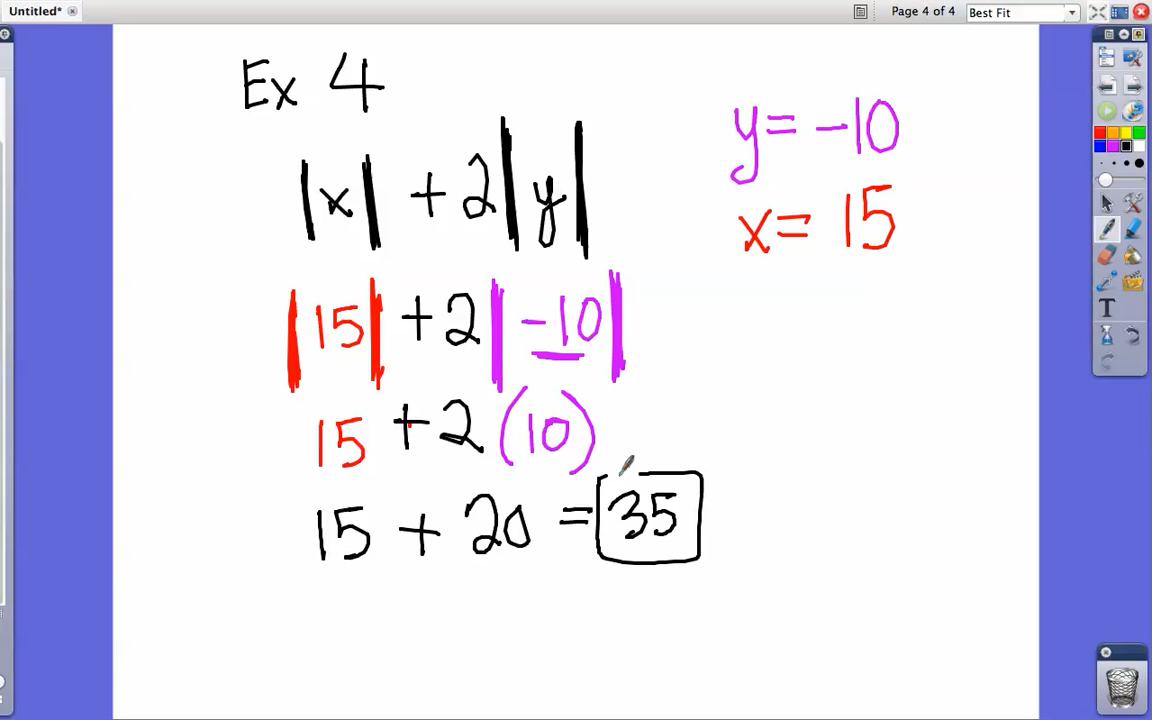 Untitled*
Page 4 of 4
Best Fit
Ex 4
|x| + 2|y|
y = -10
x = 15
|15| + 2|-10|
15 + 2(10)
15 + 20 = 35
T